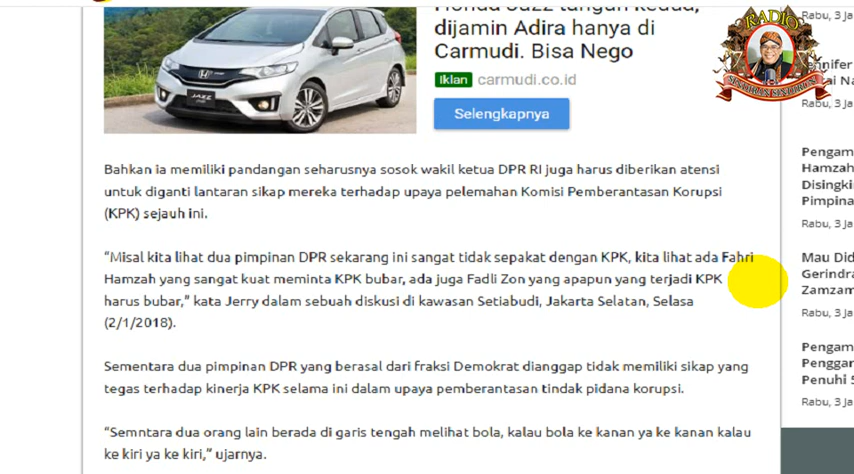 Honda Jazz tangan kedua,
dijamin Adira hanya di
Carmudi. Bisa Nego
Iklan carmudi.co.id
Selengkapnya
JAZZ
RADIO
Bahkan ia memiliki pandangan seharusnya sosok wakil ketua DPR RI juga harus diberikan atensi
untuk diganti lantaran sikap mereka terhadap upaya pelemahan Komisi Pemberantasan Korupsi
(KPK) sejauh ini.
“Misal kita lihat dua pimpinan DPR sekarang ini sangat tidak sepakat dengan KPK, kita lihat ada Fahri
Hamzah yang sangat kuat meminta KPK bubar, ada juga Fadli Zon yang apapun yang terjadi KPK
harus bubar,” kata Jerry dalam sebuah diskusi di kawasan Setiabudi, Jakarta Selatan, Selasa
(2/1/2018).
Sementara dua pimpinan DPR yang berasal dari fraksi Demokrat dianggap tidak memiliki sikap yang
tegas terhadap kinerja KPK selama ini dalam upaya pemberantasan tindak pidana korupsi.
“Semntara dua orang lain berada di garis tengah melihat bola, kalau bola ke kanan ya ke kanan kalau
ke kiri ya ke kiri,” ujarnya.
Rabu, 3 Ja
Rabu, 3 Ja
Pengam
Hamzah
Disingki
Pimpina
Rabu, 3 Ja
Mau Did
Gerindra
Zamzam
Rabu, 3 Ja
Pengam
Penggar
Penuhi 5
Rabu, 3 Ja